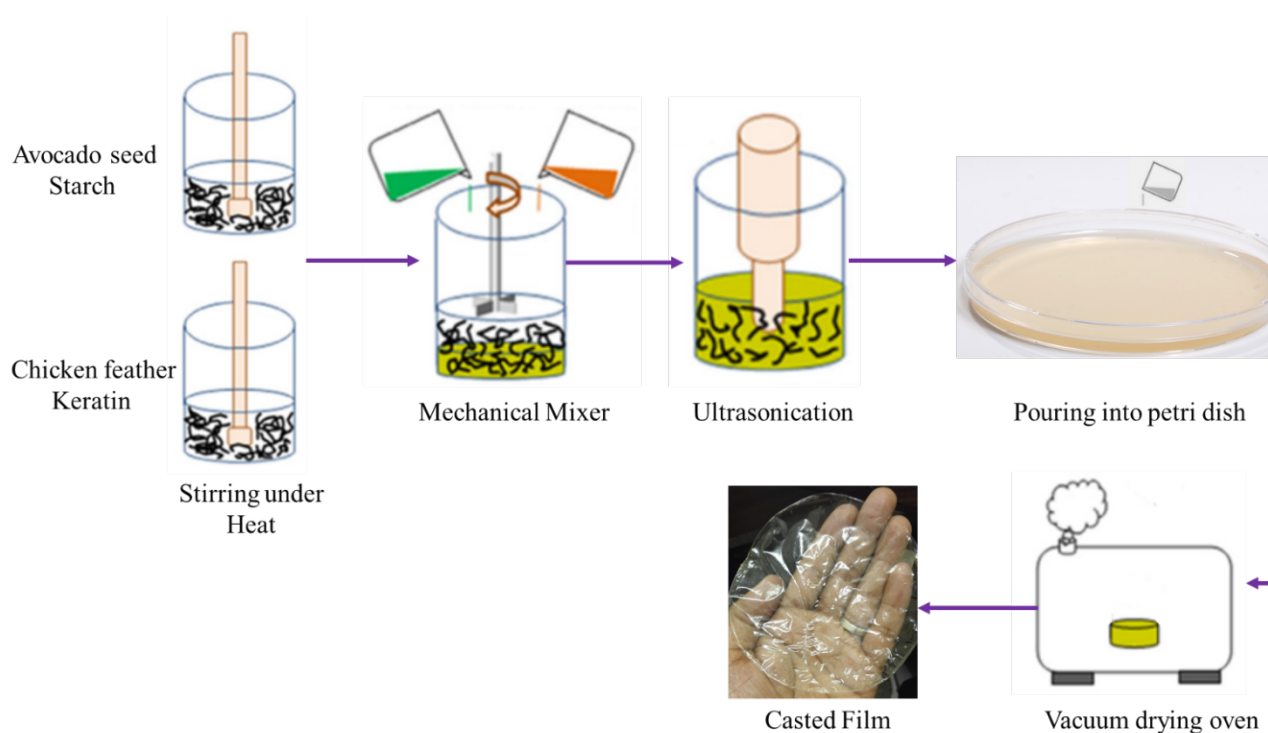 Avocado seed
Starch
Chicken feather
Keratin
Stirring under
Heat
Mechanical Mixer
Ultrasonication
Pouring into petri dish
Casted Film
Vacuum drying oven